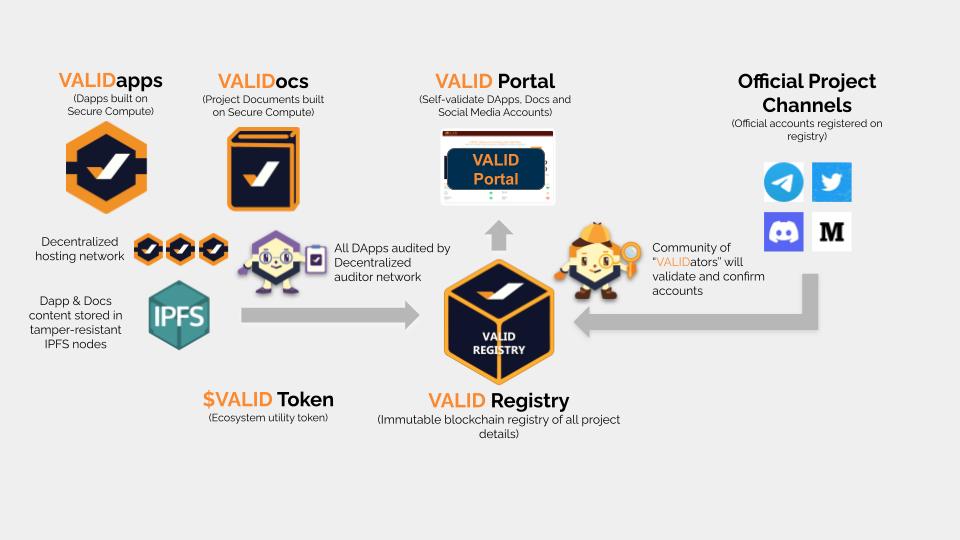 VALIDapps
(Dapps built on
Secure Compute)
VALIDocs
(Project Documents built
on Secure Compute)
VALID Portal
(Self-validate DApps, Docs and
Social Media Accounts)
VALID
Portal
Official Project
Channels
(Official accounts registered on
registry)
M
Decentralized
hosting network
All DApps audited by
Decentralized
auditor network
Community of
“VALIDators” will
validate and confirm
accounts
Dapp & Docs
content stored in
tamper-resistant
IPFS nodes
IPFS
VALID
REGISTRY
$VALID Token
(Ecosystem utility token)
VALID Registry
(Immutable blockchain registry of all project
details)